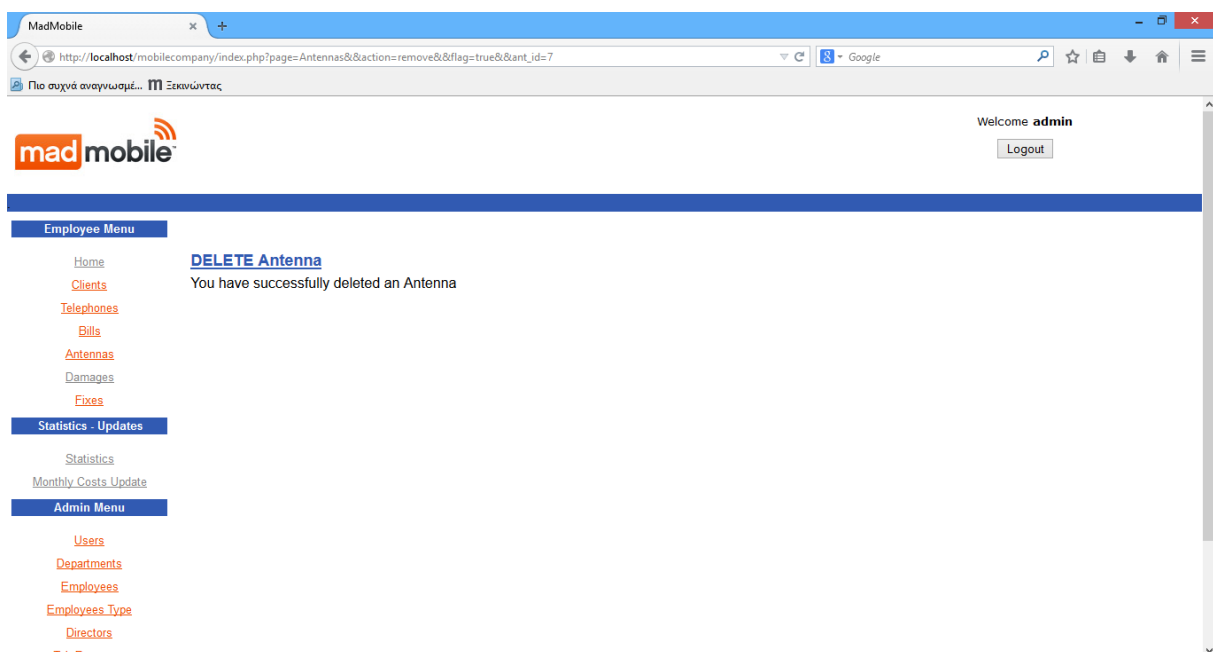 MadMobile
http://localhost/mobilecompany/index.php?page=Antennas&&action=remove&&flag=true&&ant_id=7
Google
Πιο συχνά αναγνωσμέ... Ξεκινώντας
mad mobile
Welcome admin
Logout
Employee Menu
Home
Clients
Telephones
Bills
Antennas
Damages
Fixes
Statistics - Updates
Statistics
Monthly Costs Update
Admin Menu
Users
Departments
Employees
Employees Type
Directors
DELETE Antenna
You have successfully deleted an Antenna